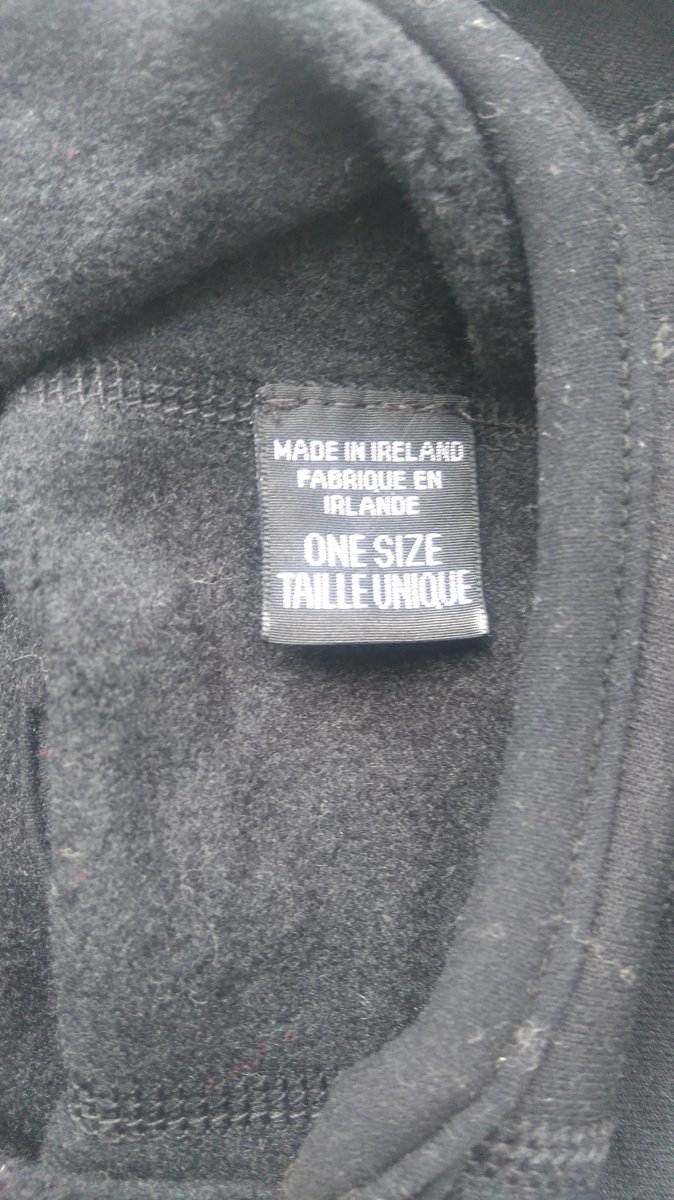 MADE IN IRELAND
FABRIQUE EN
IRLANDE
ONE SIZE
TAILLE UNIQUE